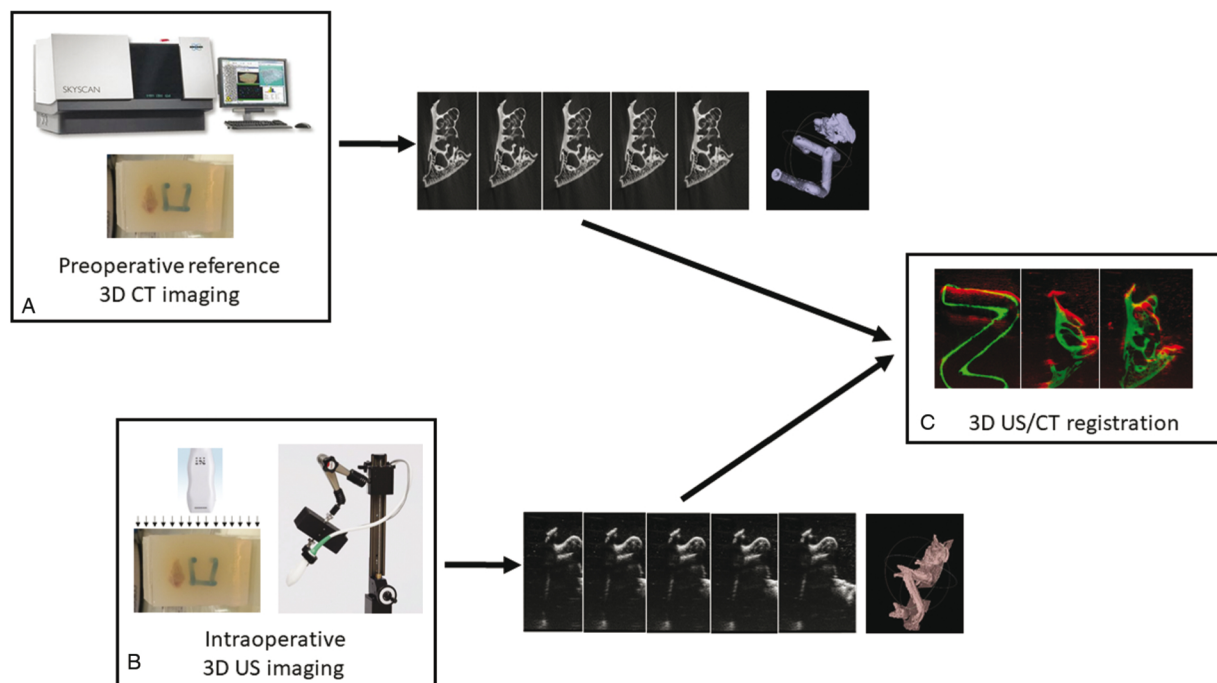 SKYSCAN
Preoperative reference
3D CT imaging
A
C
3D US/CT registration
B
Intraoperative
3D US imaging